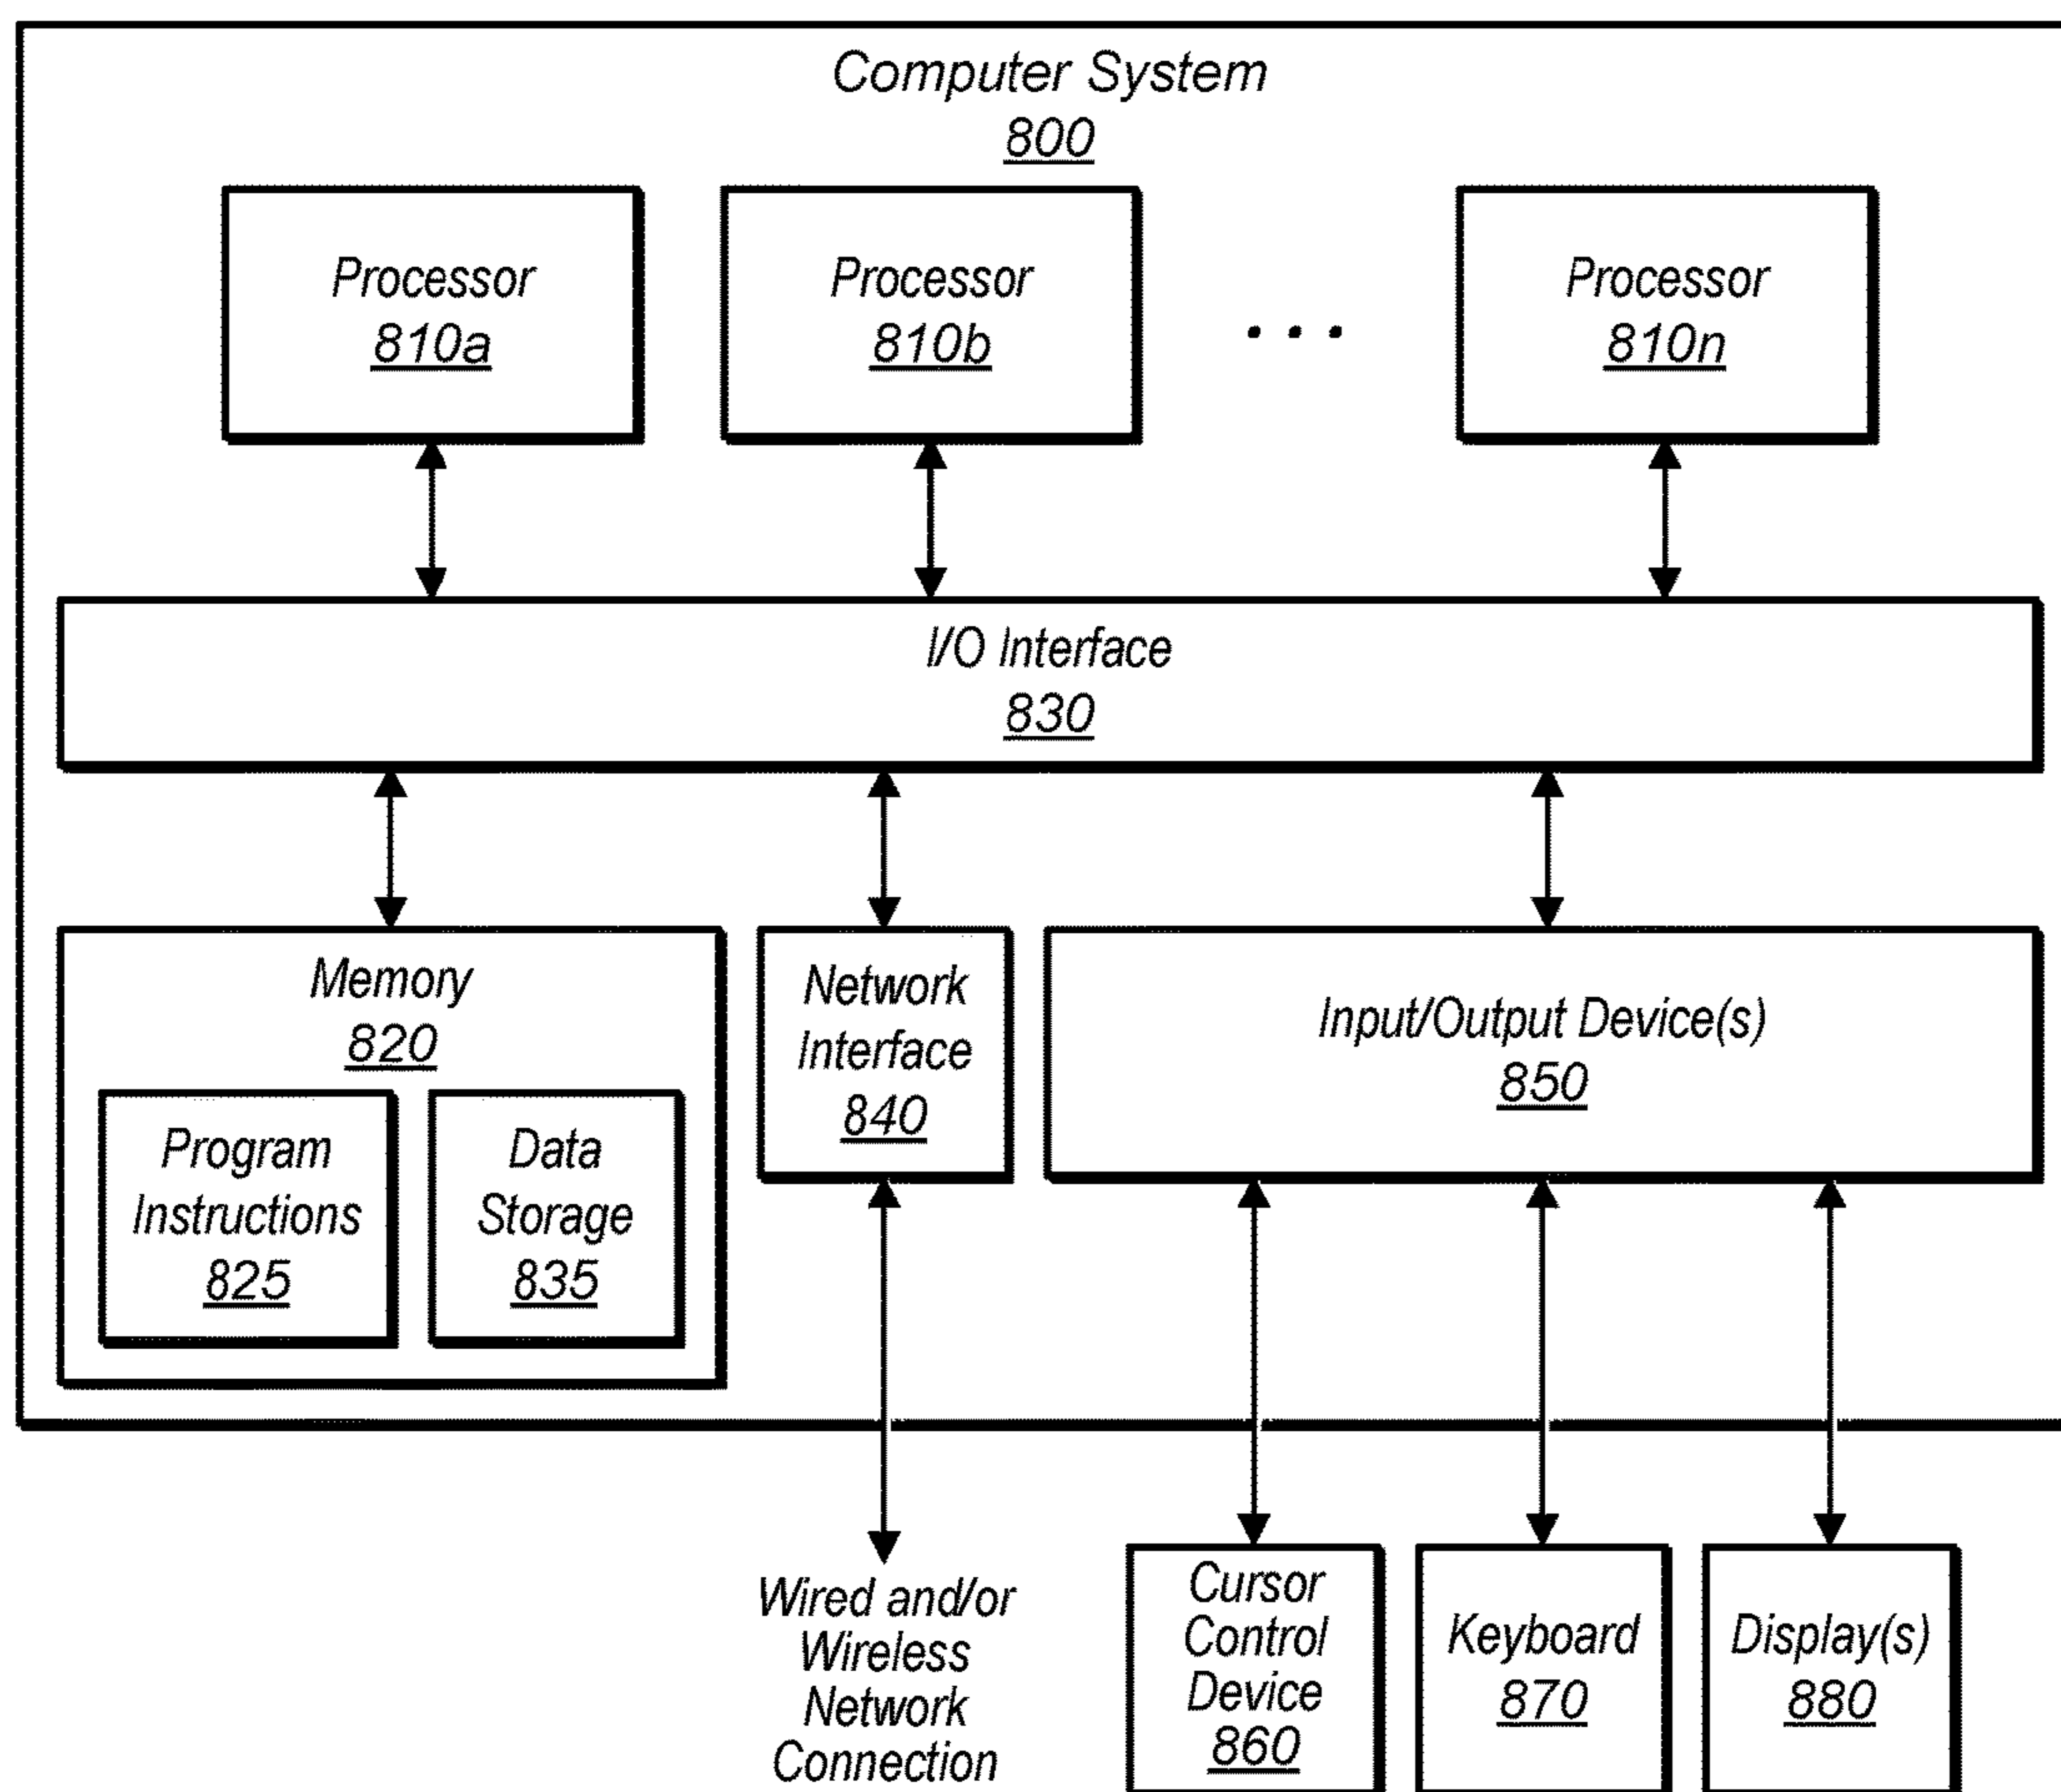 Computer System
800
Processor
810a
Processor
810b
. . .
Processor
810n
I/O Interface
830
Memory
820
Program
Instructions
825
Data
Storage
835
Network
Interface
840
Input/Output Device(s)
850
Wired and/or
Wireless
Network
Connection
Cursor
Control
Device
860
Keyboard
870
Display(s)
880